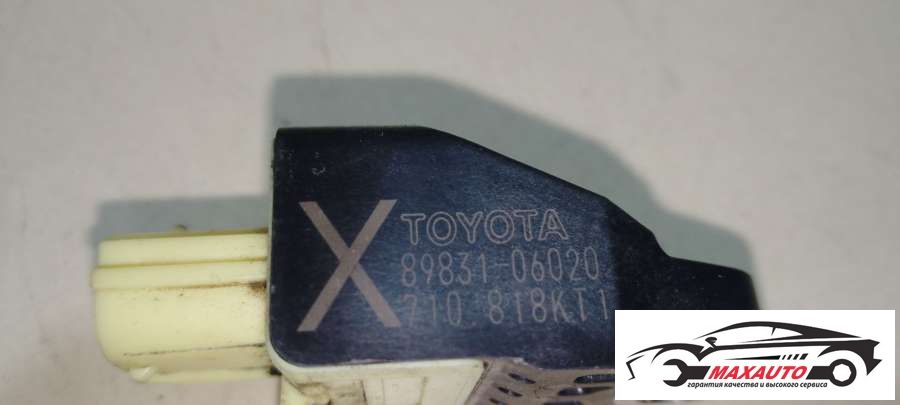 X
TOYOTA
89831-06020
210 818KT1
MAXAUTO
гарантия качества и высокого сервиса